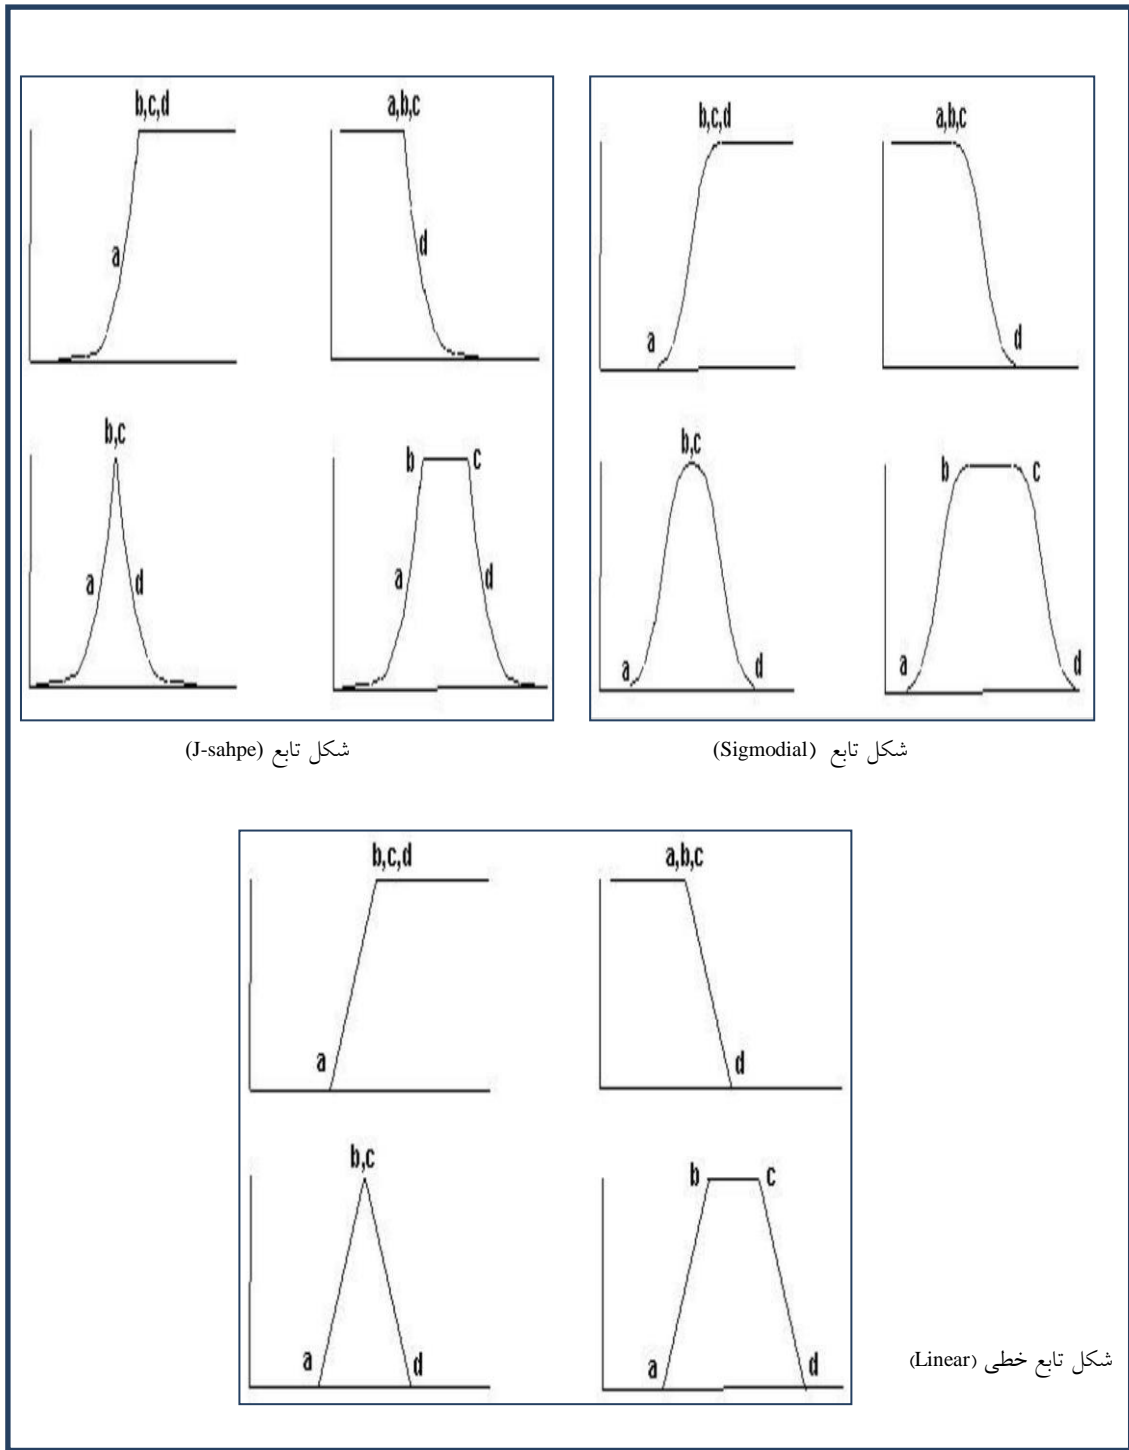 b,c,d
a,b,c
a
d
b,c
b
c
a
d
a
d
b,c,d
a,b,c
a
d
b,c
b
c
a
d
a
d
شکل تابع (J-sahpe)
شکل تابع (Sigmodial)
b,c,d
a,b,c
a
d
b,c
b
c
a
d
a
d
شکل تابع خطی (Linear)